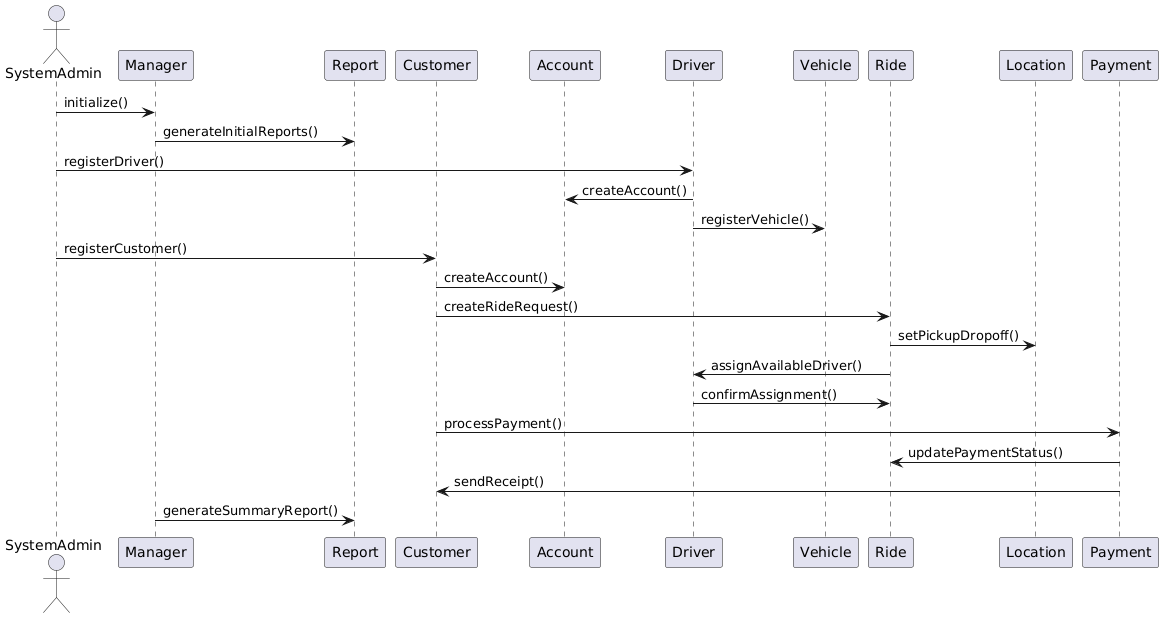 SystemAdmin
Manager Report Customer Account Driver Vehicle Ride Location Payment
initialize()
generateInitialReports()
registerDriver()
createAccount()
registerVehicle()
registerCustomer()
createAccount()
createRideRequest()
setPickupDropoff()
assignAvailableDriver()
confirmAssignment()
processPayment()
updatePaymentStatus()
sendReceipt()
generateSummaryReport()
SystemAdmin
Manager Report Customer Account Driver Vehicle Ride Location Payment